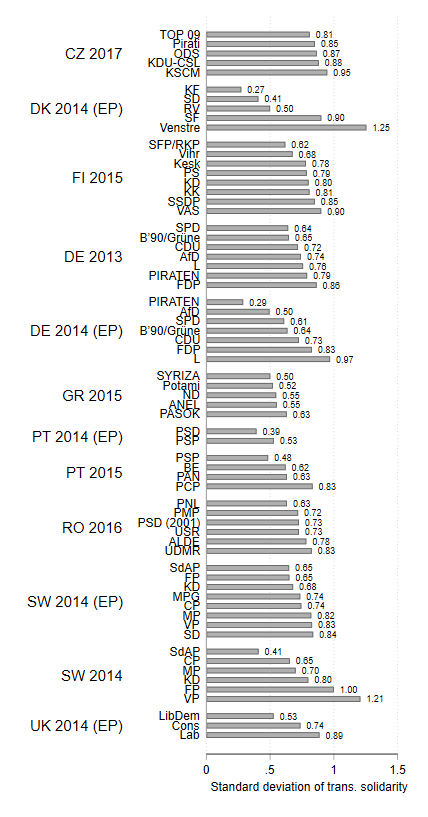 CZ 2017
TOP 09 0.81
Pirati 0.85
ODS 0.87
KDU-CSL 0.88
KSCM 0.95
DK 2014 (EP)
KF 0.27
SD 0.41
RV 0.50
SF 0.90
Venstre 1.25
FI 2015
SFP/RKP 0.62
Vihr 0.68
Kesk 0.78
PS 0.79
KD 0.80
KK 0.81
SSDP 0.85
VAS 0.90
DE 2013
SPD 0.64
B'90/Grüne 0.65
CDU 0.72
AfD 0.74
L 0.76
PIRATEN 0.79
FDP 0.86
DE 2014 (EP)
PIRATEN 0.29
AfD 0.50
SPD 0.61
B'90/Grüne 0.64
CDU 0.73
FDP 0.83
L 0.97
GR 2015
SYRIZA 0.50
Potami 0.52
ND 0.55
ANEL 0.55
PASOK 0.63
PT 2014 (EP)
PSD 0.39
PSP 0.53
PT 2015
PSP 0.48
BE 0.62
PAN 0.63
PCP 0.83
RO 2016
PNL 0.63
PMP 0.72
PSD (2001) 0.73
USR 0.73
ALDE 0.78
UDMR 0.83
SW 2014 (EP)
SdAP 0.65
FP 0.65
KD 0.68
MPG 0.74
CP 0.74
MP 0.82
VP 0.83
SD 0.84
SW 2014
SdAP 0.41
CP 0.65
MP 0.70
KD 0.80
FP 1.00
VP 1.21
UK 2014 (EP)
LibDem 0.53
Cons 0.74
Lab 0.89
0 .5 1 1.5
Standard deviation of trans. solidarity